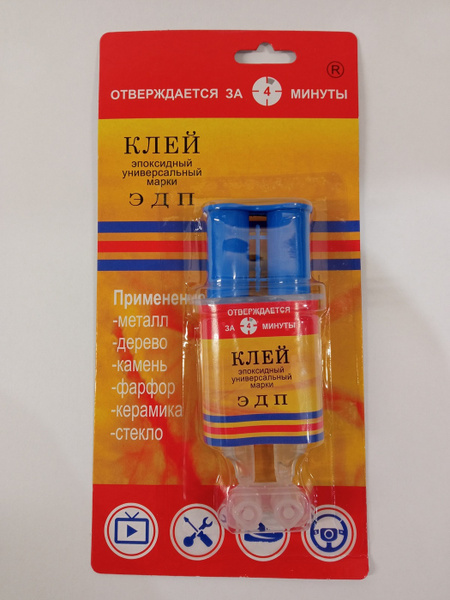 ®
ОТВЕРЖДАЕТСЯ ЗА 4 МИНУТЫ
КЛЕЙ
эпоксидный
универсальный
марки
ЭДП
Применени
-металл
-дерево
-камень
-фарфор
-керамика
-стекло
ОТВЕРЖДАЕТСЯ
ЗА 4 МИНУТЫ
КЛЕЙ
эпоксидный
универсальный
марки
ЭДП